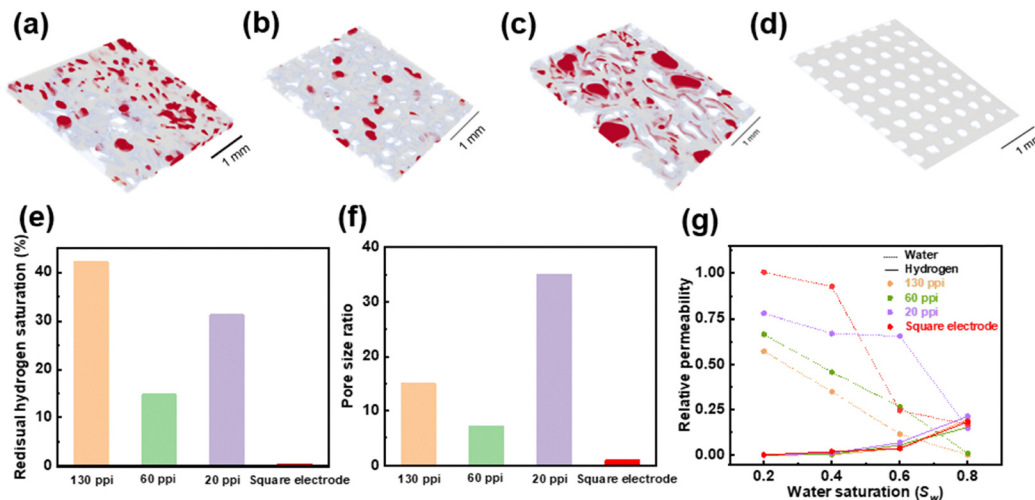 (a)
(b)
(c)
(d)
1 mm
1 mm
1 mm
1 mm
(e)
(f)
(g)
Redisual hydrogen saturation (%)
40
30
20
10
0
130 ppi
60 ppi
20 ppi
Square electrode
Pore size ratio
40
30
20
10
0
130 ppi
60 ppi
20 ppi
Square electrode
Relative permeability
1.00
0.75
0.50
0.25
0.00
Water
Hydrogen
130 ppi
60 ppi
20 ppi
Square electrode
0.2
0.4
0.6
0.8
Water saturation (Sw)